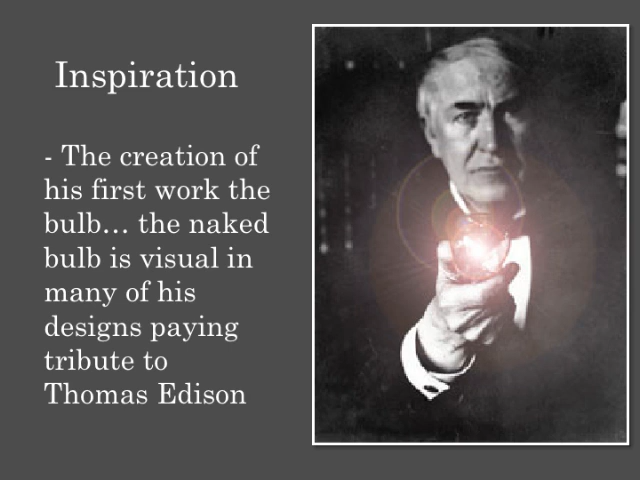 Inspiration
- The creation of
his first work the
bulb… the naked
bulb is visual in
many of his
designs paying
tribute to
Thomas Edison